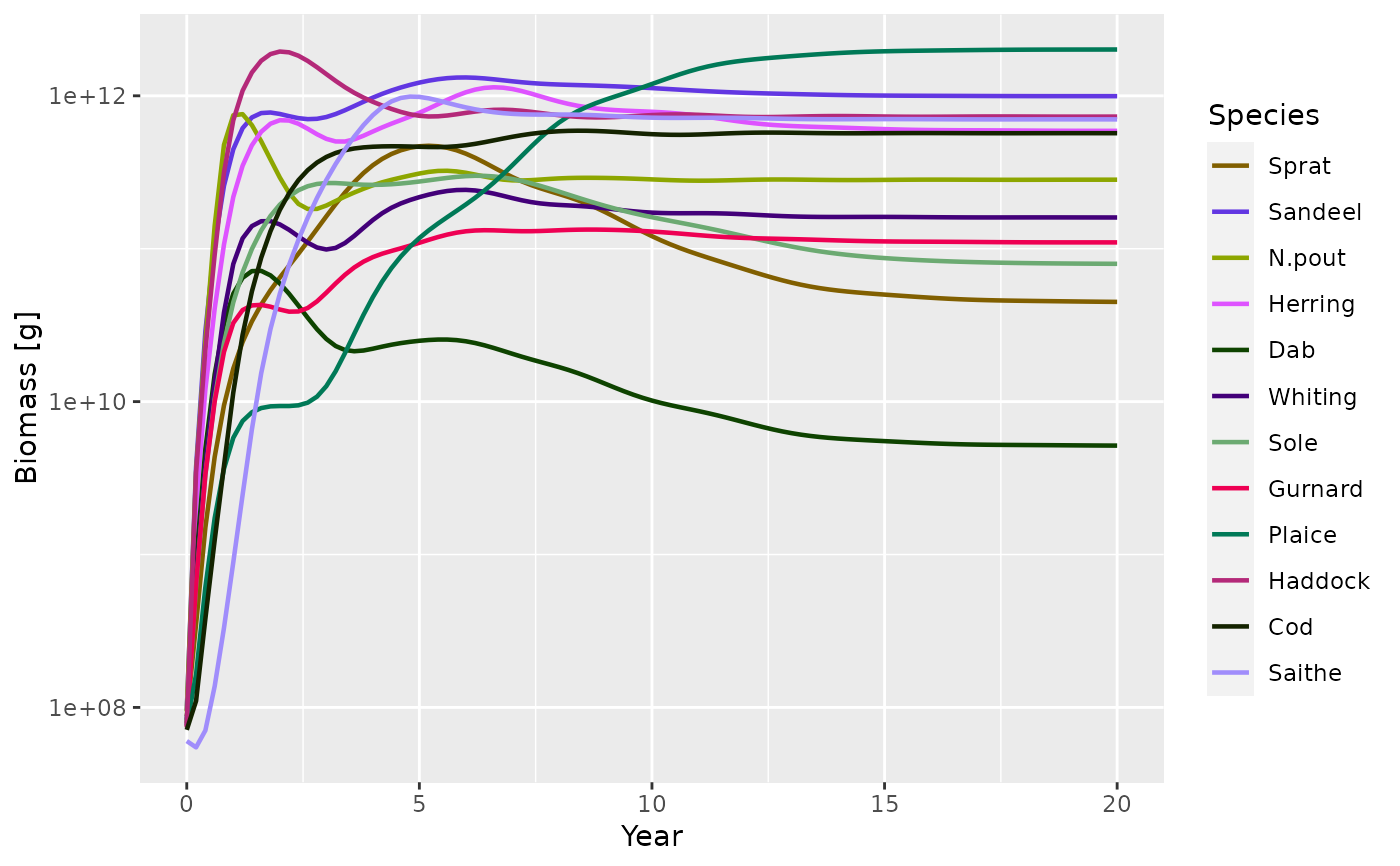 Biomass [g]
1e+12
1e+10
1e+08
0 5 10 15 20
Year
Species
Sprat
Sandeel
N.pout
Herring
Dab
Whiting
Sole
Gurnard
Plaice
Haddock
Cod
Saithe